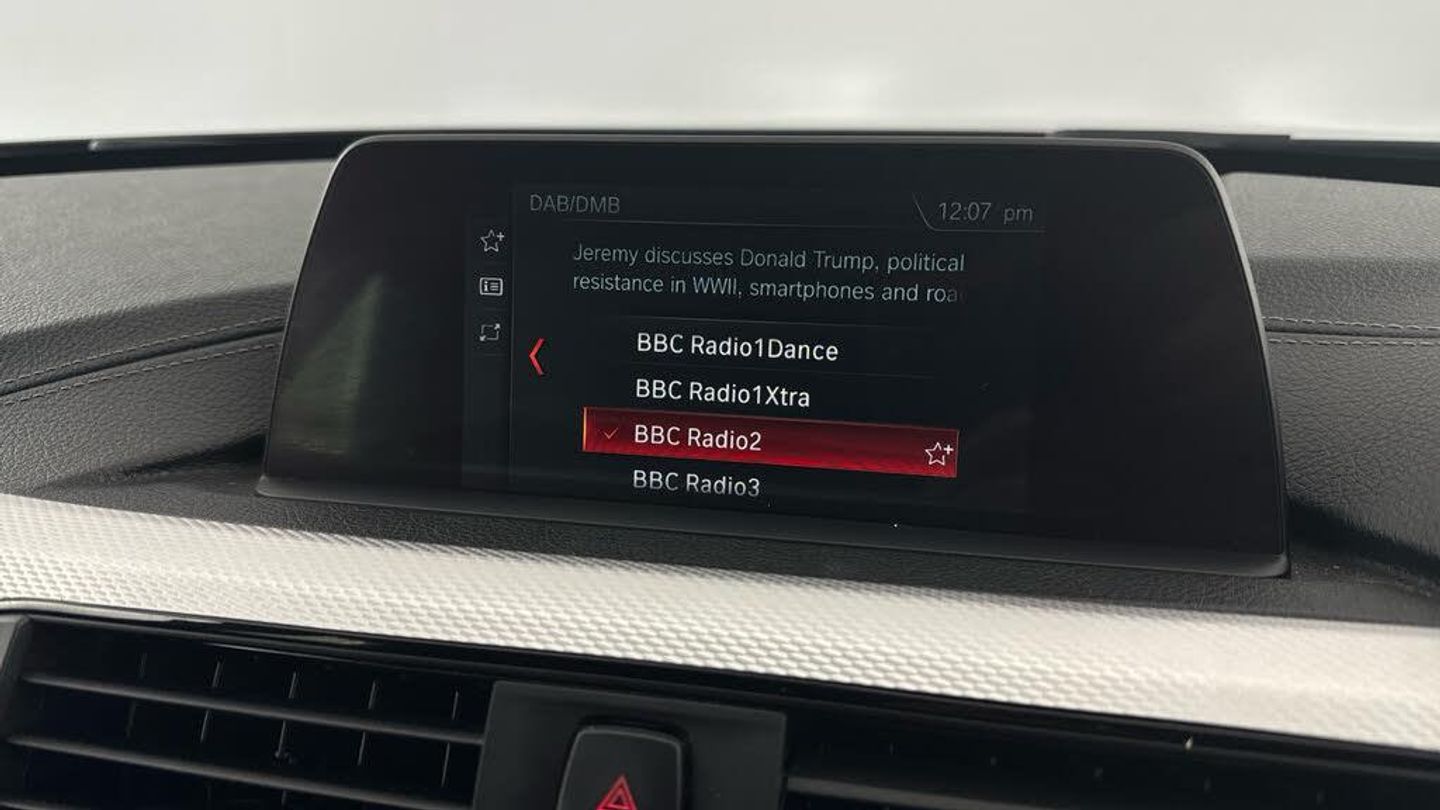 DAB/DMB
12:07 pm
Jeremy discusses Donald Trump, political
resistance in WWII, smartphones and roa
BBC Radio1Dance
BBC Radio1Xtra
BBC Radio2
BBC Radio3